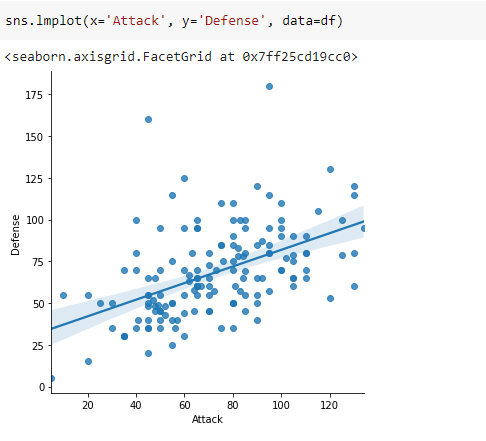 sns.lmplot(x='Attack', y='Defense', data=df)
<seaborn.axisgrid.FacetGrid at 0x7ff25cd19cc0>
175
150
125
100
75
50
25
0
Defense
20 40 60 80 100 120
Attack